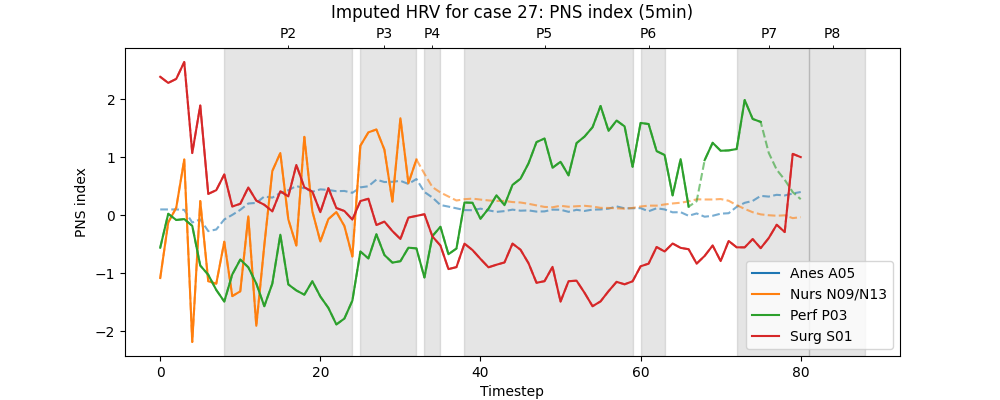 Imputed HRV for case 27: PNS index (5min)
P2 P3 P4 P5 P6 P7 P8
PNS index
2
1
0
−1
−2
Anes A05
Nurs N09/N13
Perf P03
Surg S01
0 20 40 60 80
Timestep